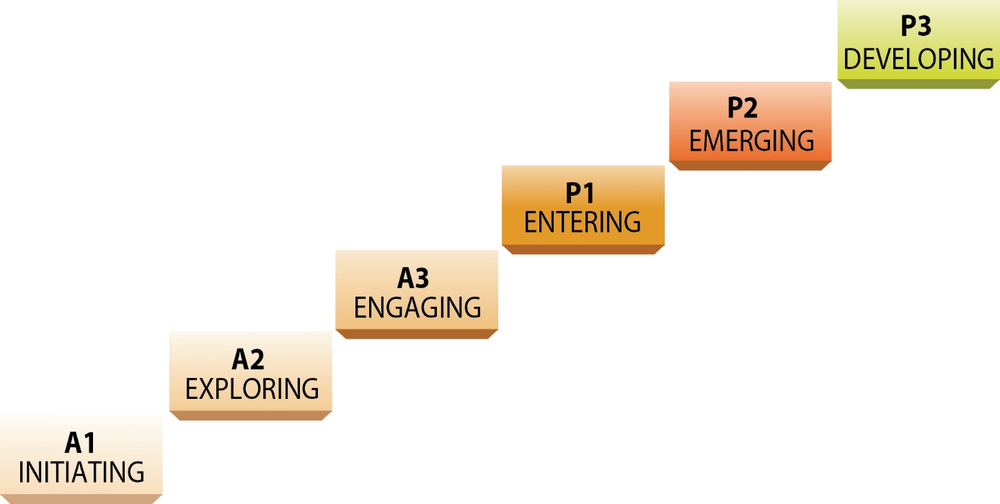 P3
DEVELOPING
P2
EMERGING
P1
ENTERING
A3
ENGAGING
A2
EXPLORING
A1
INITIATING